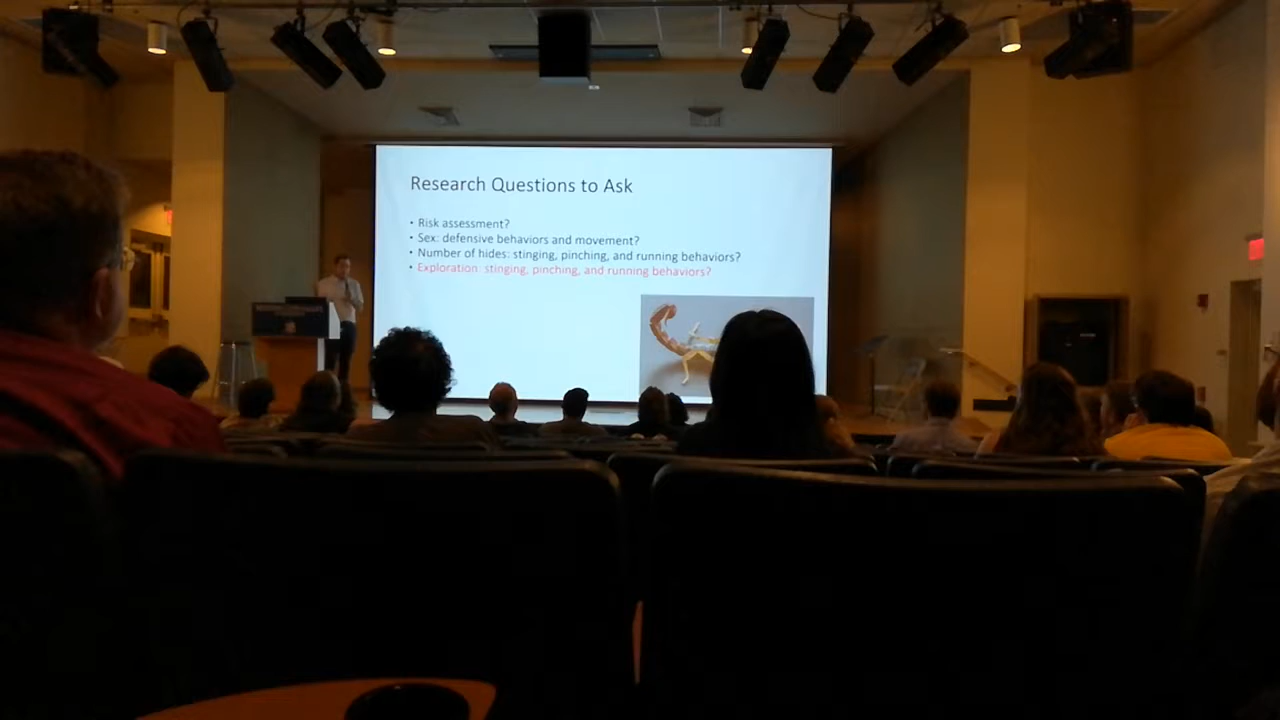 Research Questions to Ask
• Risk assessment?
• Sex: defensive behaviors and movement?
• Number of hides: stinging, pinching, and running behaviors?
• Exploration: stinging, pinching, and running behaviors?